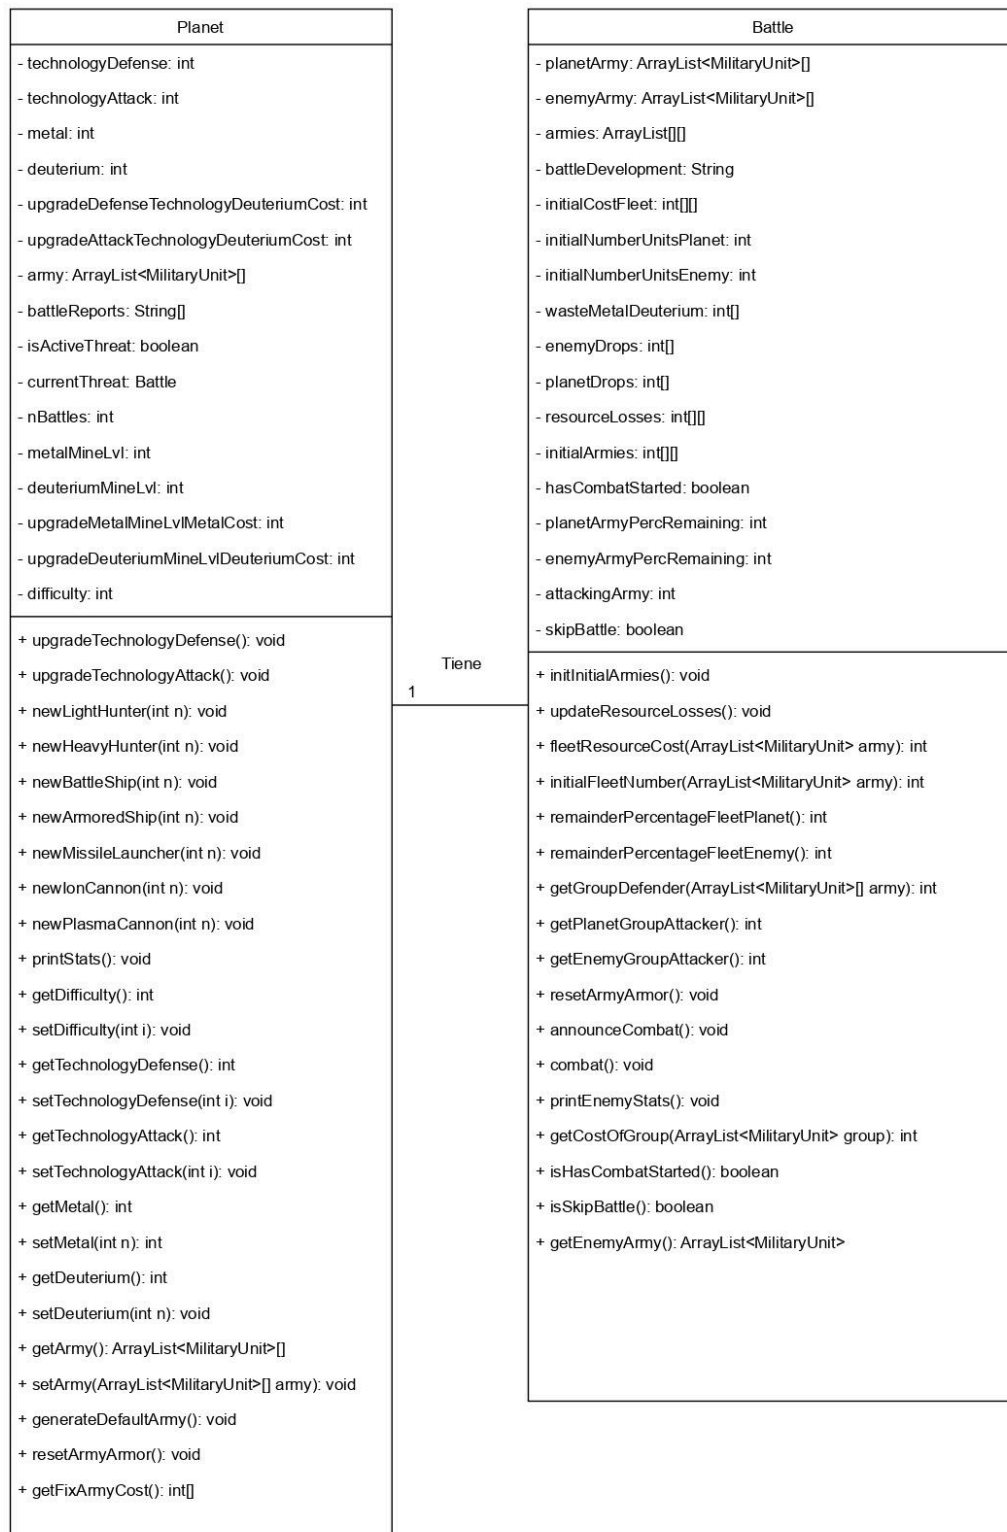 Planet
- technologyDefense: int
- technologyAttack: int
- metal: int
- deuterium: int
- upgradeDefenseTechnologyDeuteriumCost: int
- upgradeAttackTechnologyDeuteriumCost: int
- army: ArrayList<MilitaryUnit>[]
- battleReports: String[]
- isActiveThreat: boolean
- currentThreat: Battle
- nBattles: int
- metalMineLvl: int
- deuteriumMineLvl: int
- upgradeMetalMineLvlMetalCost: int
- upgradeDeuteriumMineLvlDeuteriumCost: int
- difficulty: int
+ upgradeTechnologyDefense(): void
+ upgradeTechnologyAttack(): void
+ newLightHunter(int n): void
+ newHeavyHunter(int n): void
+ newBattleShip(int n): void
+ newArmoredShip(int n): void
+ newMissileLauncher(int n): void
+ newIonCannon(int n): void
+ newPlasmaCannon(int n): void
+ printStats(): void
+ getDifficulty(): int
+ setDifficulty(int i): void
+ getTechnologyDefense(): int
+ setTechnologyDefense(int i): void
+ getTechnologyAttack(): int
+ setTechnologyAttack(int i): void
+ getMetal(): int
+ setMetal(int n): int
+ getDeuterium(): int
+ setDeuterium(int n): void
+ getArmy(): ArrayList<MilitaryUnit>[]
+ setArmy(ArrayList<MilitaryUnit>[] army): void
+ generateDefaultArmy(): void
+ resetArmyArmor(): void
+ getFixArmyCost(): int[]
Tiene
1
Battle
- planetArmy: ArrayList<MilitaryUnit>[]
- enemyArmy: ArrayList<MilitaryUnit>[]
- armies: ArrayList[][]
- battleDevelopment: String
- initialCostFleet: int[][]
- initialNumberUnitsPlanet: int
- initialNumberUnitsEnemy: int
- wasteMetalDeuterium: int[]
- enemyDrops: int[]
- planetDrops: int[]
- resourceLosses: int[][]
- initialArmies: int[][]
- hasCombatStarted: boolean
- planetArmyPercRemaining: int
- enemyArmyPercRemaining: int
- attackingArmy: int
- skipBattle: boolean
+ initInitialArmies(): void
+ updateResourceLosses(): void
+ fleetResourceCost(ArrayList<MilitaryUnit> army): int
+ initialFleetNumber(ArrayList<MilitaryUnit> army): int
+ remainderPercentageFleetPlanet(): int
+ remainderPercentageFleetEnemy(): int
+ getGroupDefender(ArrayList<MilitaryUnit>[] army): int
+ getPlanetGroupAttacker(): int
+ getEnemyGroupAttacker(): int
+ resetArmyArmor(): void
+ announceCombat(): void
+ combat(): void
+ printEnemyStats(): void
+ getCostOfGroup(ArrayList<MilitaryUnit> group): int
+ isHasCombatStarted(): boolean
+ isSkipBattle(): boolean
+ getEnemyArmy(): ArrayList<MilitaryUnit>